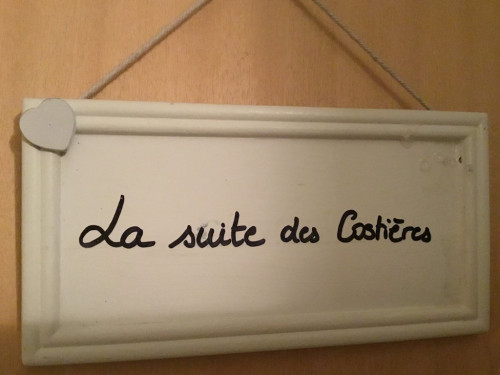 La suite des Costières